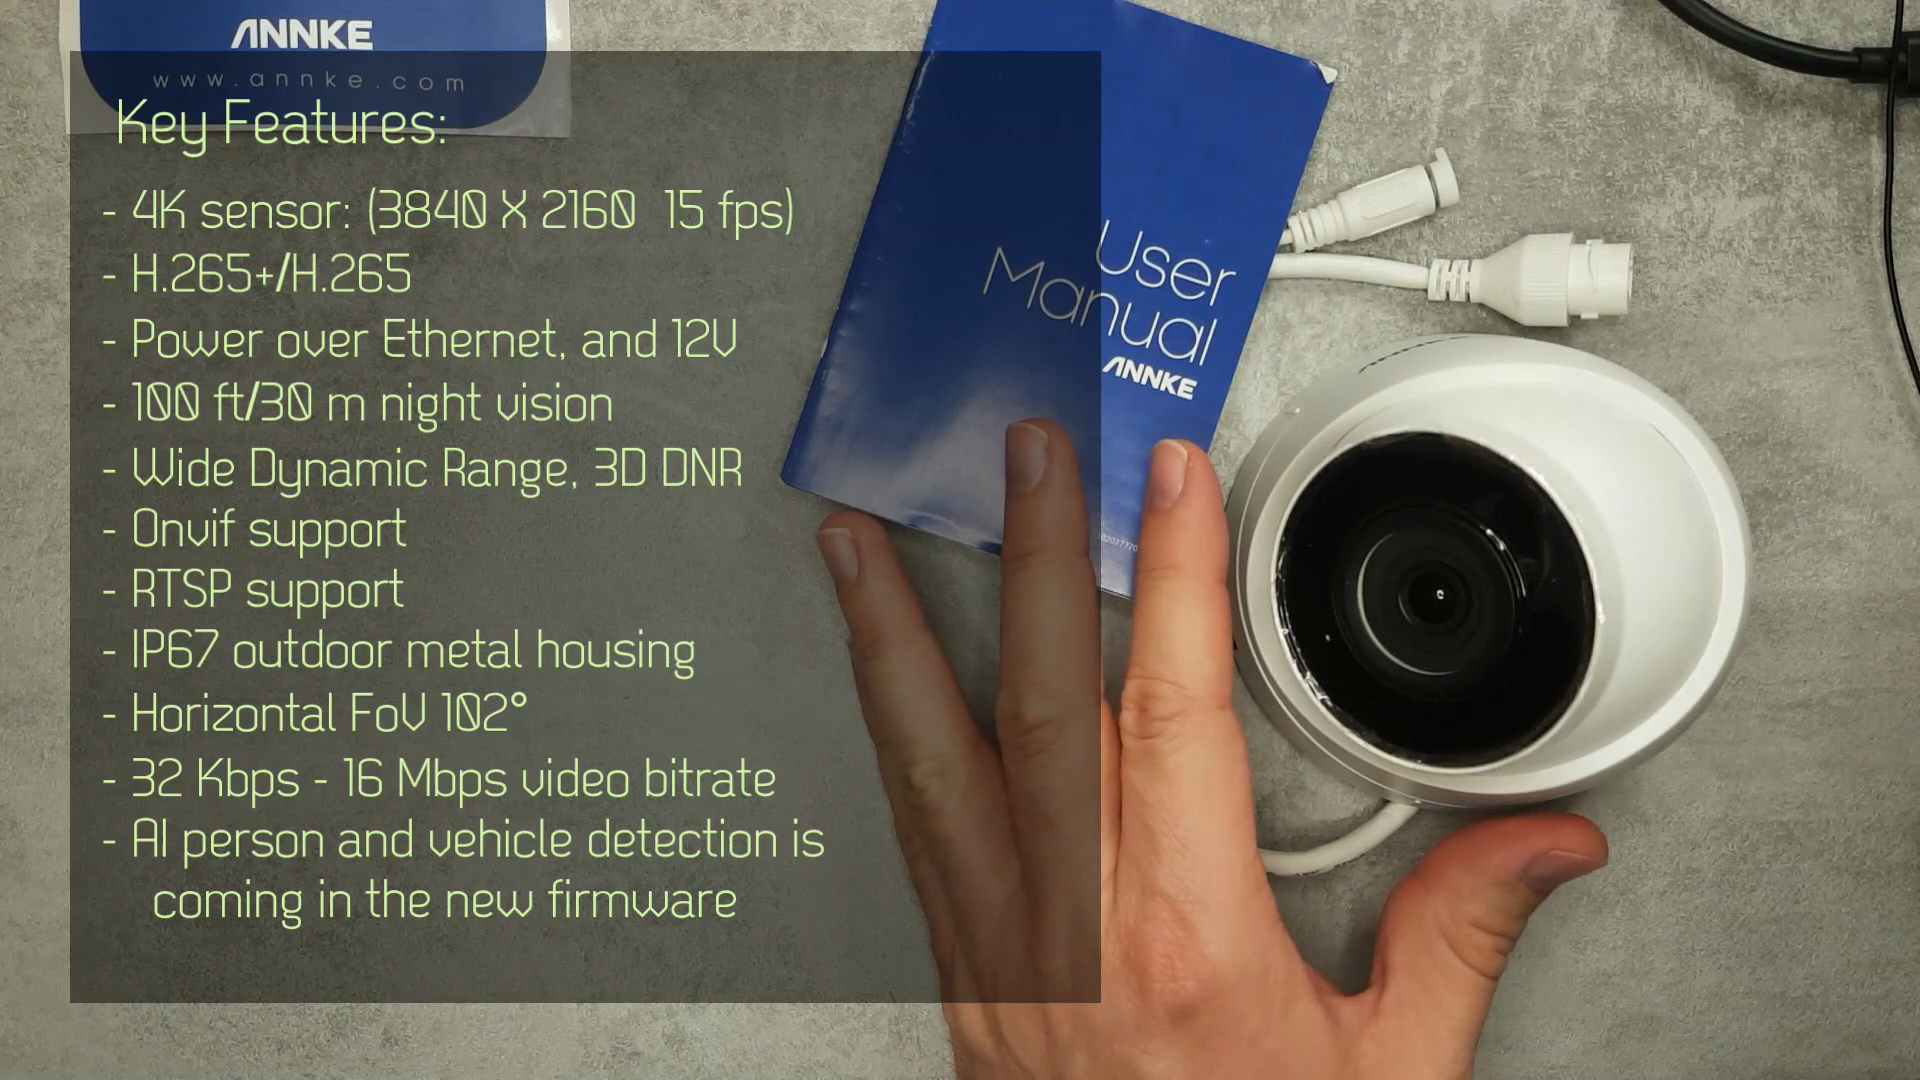 ANNKE
www.annke.com
Key Features:
- 4K sensor: (3840 X 2160 15 fps)
- H.265+/H.265
- Power over Ethernet, and 12V
- 100 ft/30 m night vision
- Wide Dynamic Range, 3D DNR
- Onvif support
- RTSP support
- IP67 outdoor metal housing
- Horizontal FoV 102°
- 32 Kbps - 16 Mbps video bitrate
- AI person and vehicle detection is
coming in the new firmware
User
Manual
ANNKE